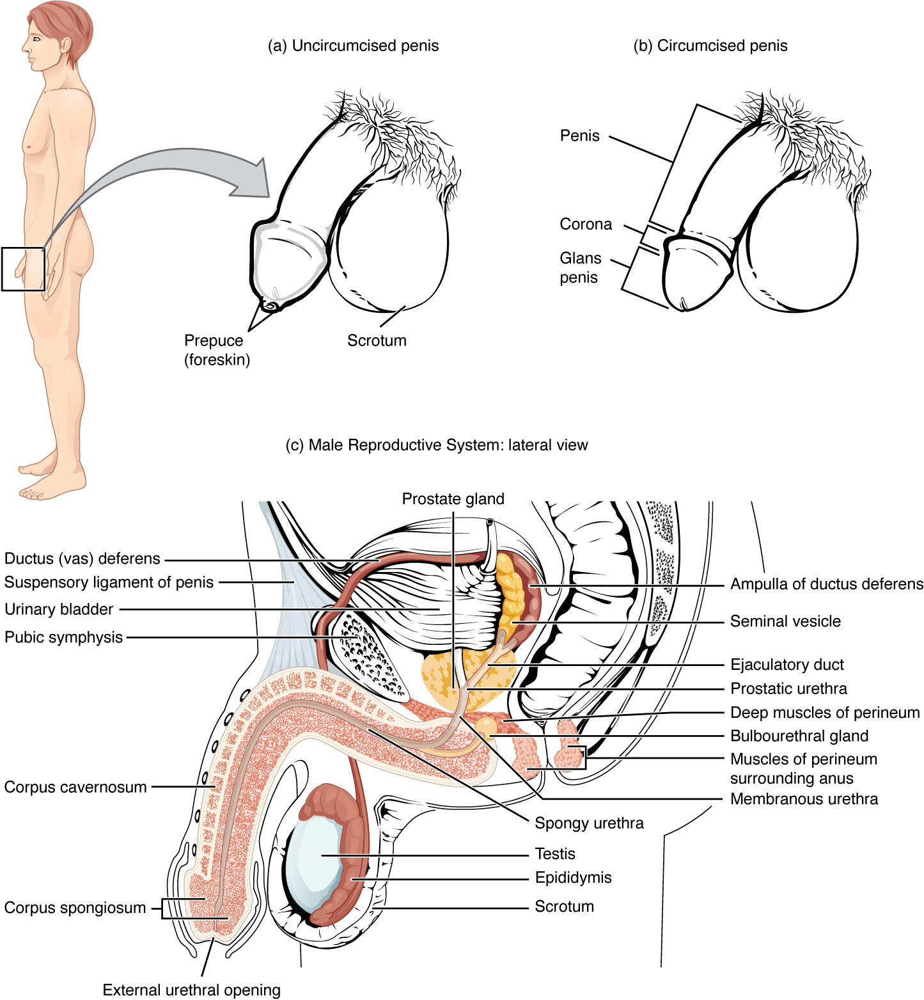 (a) Uncircumcised penis
(b) Circumcised penis
Penis
Corona
Glans
penis
Prepuce
(foreskin)
Scrotum
(c) Male Reproductive System: lateral view
Prostate gland
Ductus (vas) deferens
Suspensory ligament of penis
Urinary bladder
Pubic symphysis
Ampulla of ductus deferens
Seminal vesicle
Ejaculatory duct
Prostatic urethra
Deep muscles of perineum
Bulbourethral gland
Muscles of perineum
surrounding anus
Membranous urethra
Corpus cavernosum
Spongy urethra
Testis
Epididymis
Scrotum
Corpus spongiosum
External urethral opening